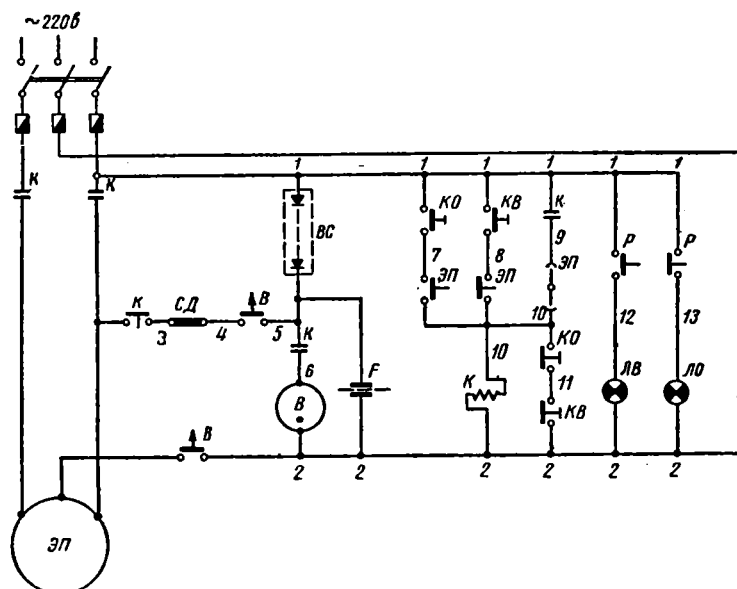 ~220в
1 1 1 1 1 1
К К
КО КВ К
ВС
7 8 9
ЭП ЭП ЭП
Р Р
К СД В
3 4 5
К
10
12 13
КО
6
10
11
F
В
К
КВ
ЛВ ЛО
В
2 2 2 2 2 2
ЭП